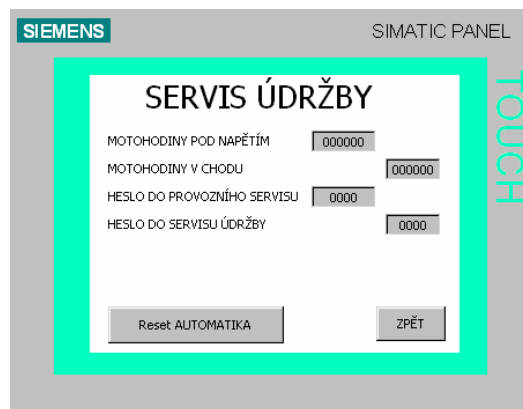 SIEMENS SIMATIC PANEL
TOUCH
SERVIS ÚDRŽBY
MOTOHODINY POD NAPĚTÍM 000000
MOTOHODINY V CHODU 000000
HESLO DO PROVOZNÍHO SERVISU 0000
HESLO DO SERVISU ÚDRŽBY 0000
Reset AUTOMATIKA ZPĚT